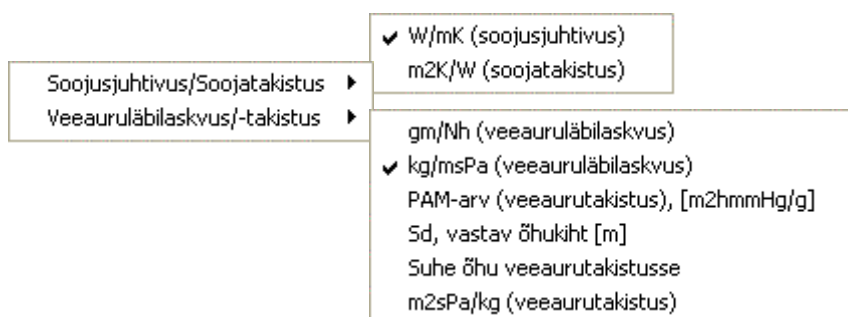 W/mK (soojusjuhtivus)
m2K/W (soojatakistus)
Soojusjuhtivus/Soojatakistus
Veeauruläbilaskvus/-takistus
gm/Nh (veeauruläbilaskvus)
kg/msPa (veeauruläbilaskvus)
PAM-arv (veeaurutakistus), [m2hmmHg/g]
Sd, vastav õhukiht [m]
Suhe õhu veeaurutakistusse
m2sPa/kg (veeaurutakistus)